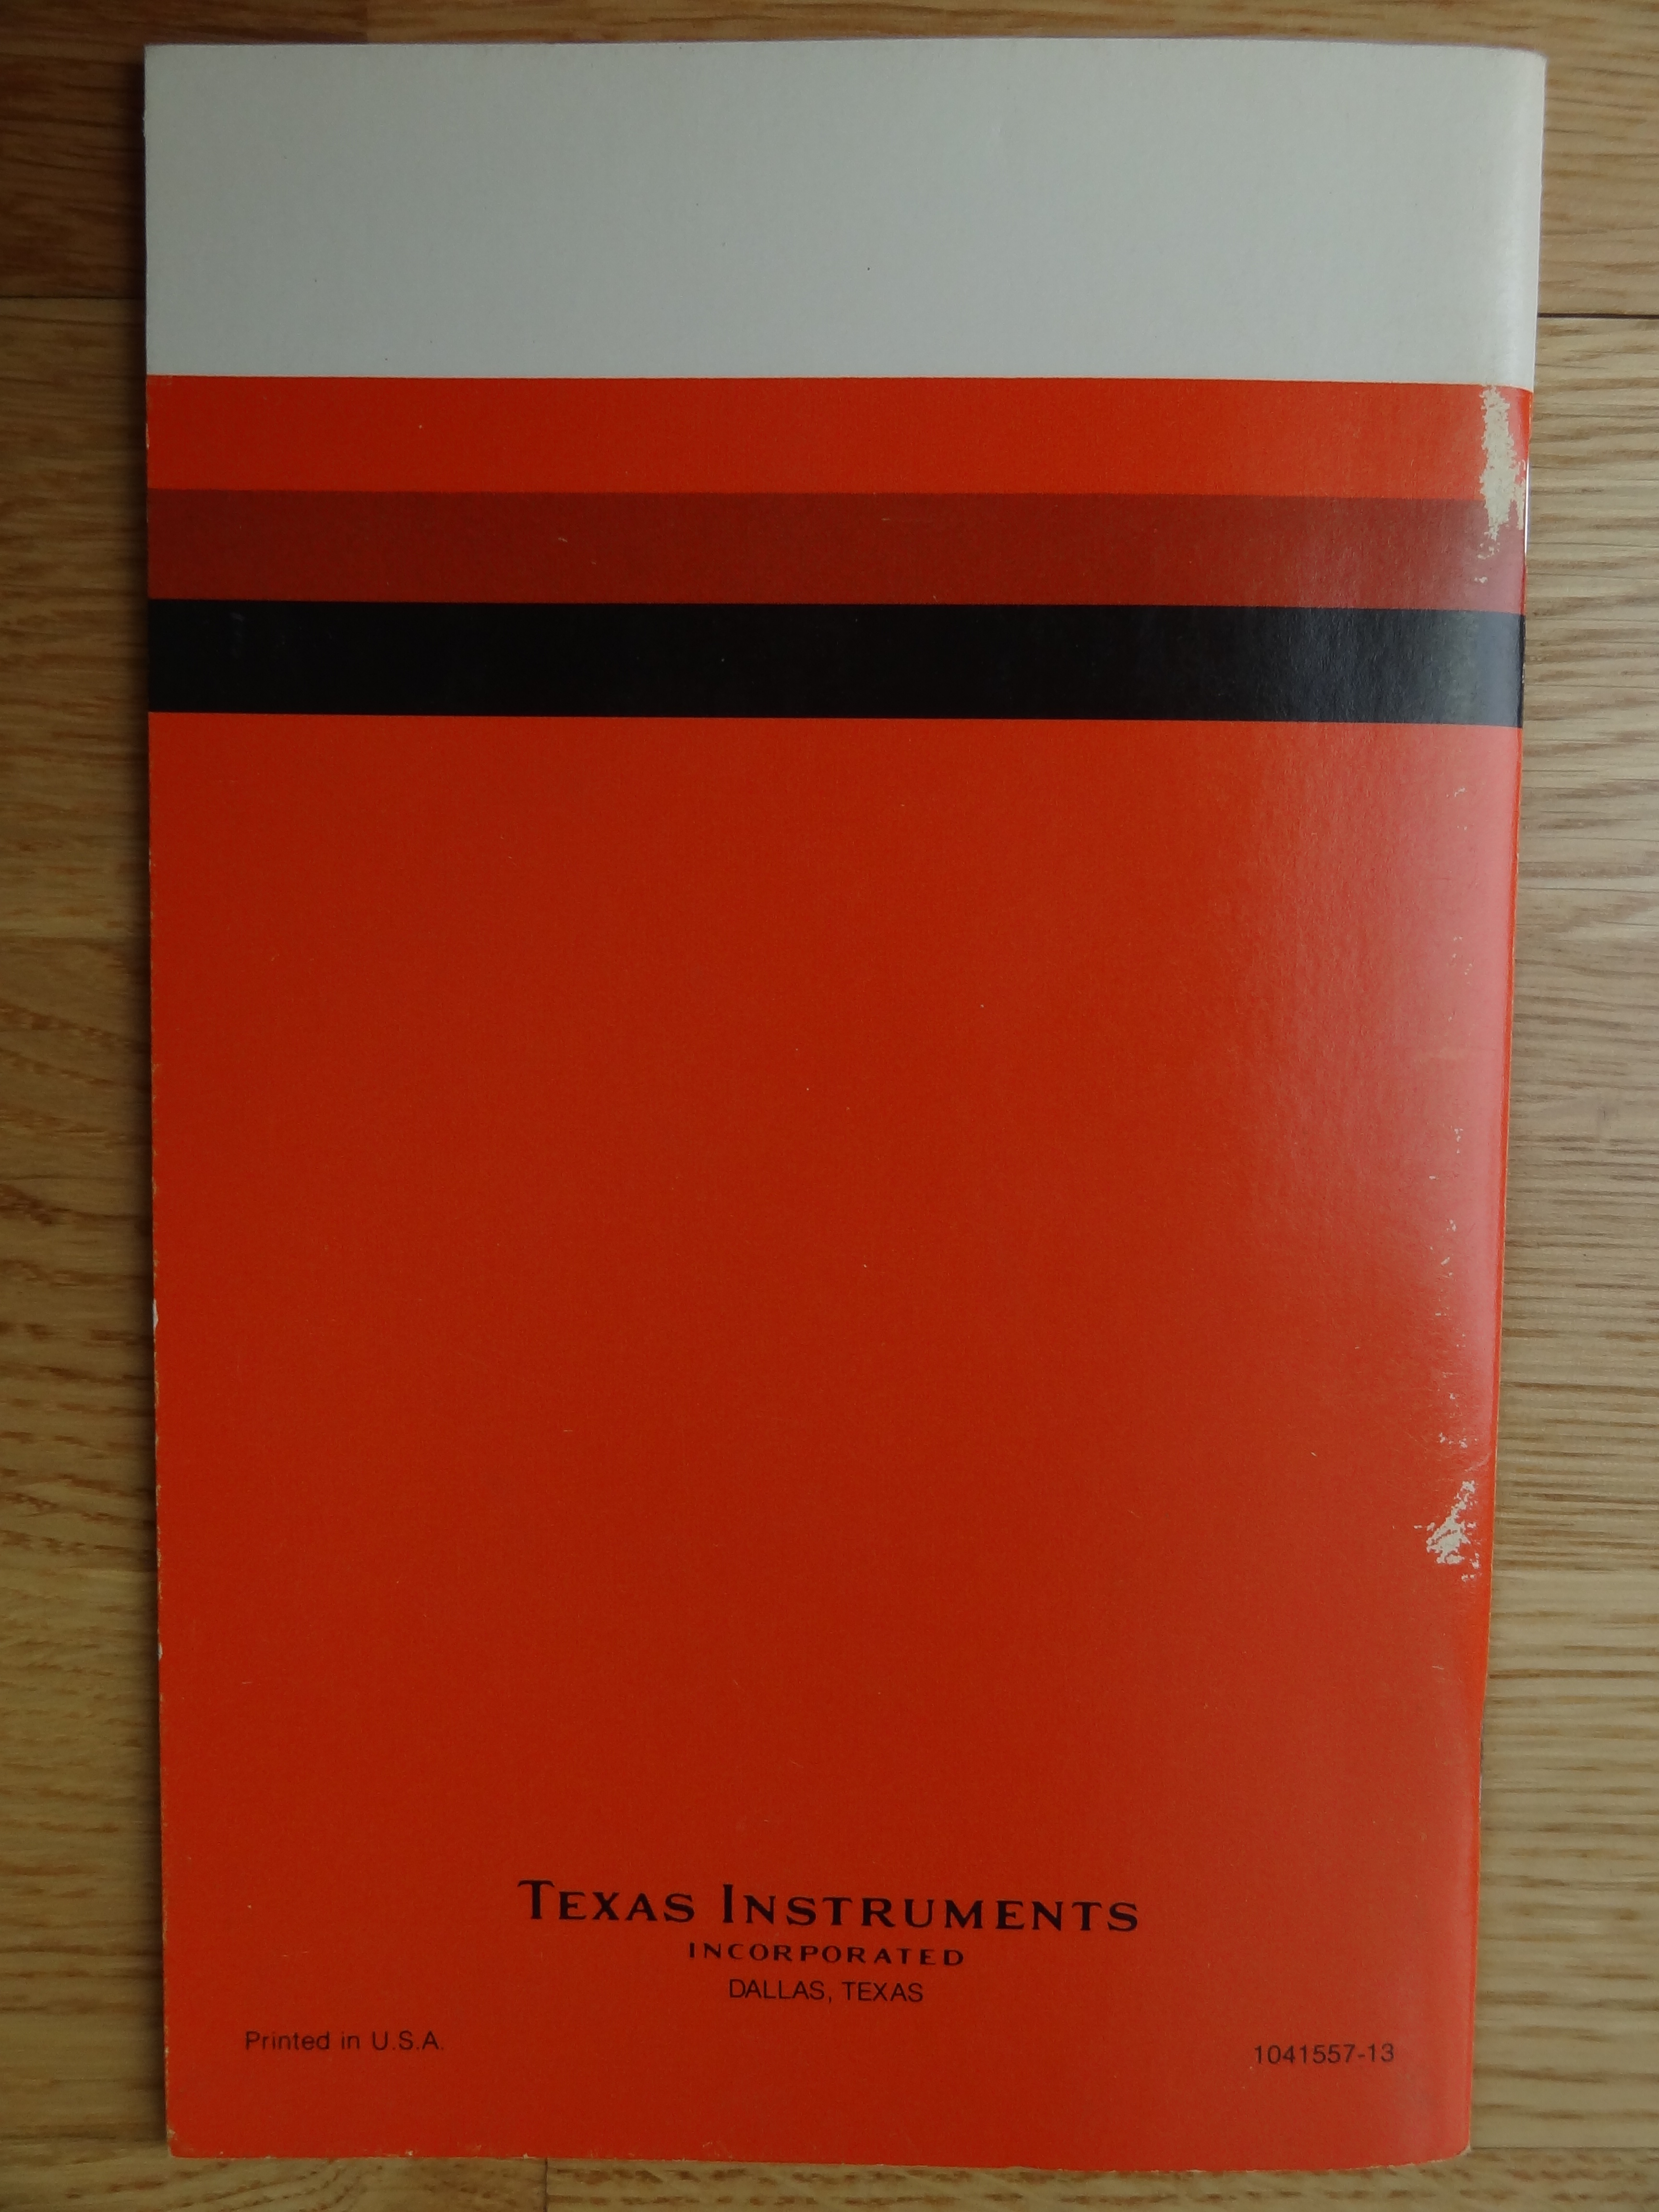 TEXAS INSTRUMENTS
INCORPORATED
DALLAS, TEXAS
Printed in U.S.A.
1041557-13